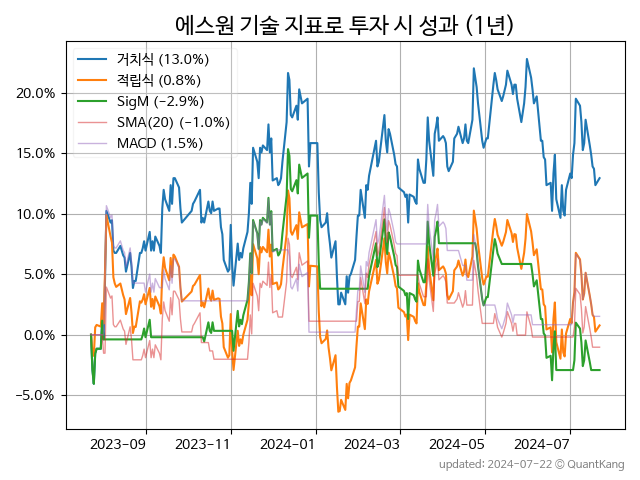 에스원 기술 지표로 투자 시 성과 (1년)
거치식 (13.0%)
적립식 (0.8%)
SigM (−2.9%)
SMA(20) (−1.0%)
MACD (1.5%)
20.0%
15.0%
10.0%
5.0%
0.0%
−5.0%
2023−09
2023−11
2024−01
2024−03
2024−05
2024−07
updated: 2024-07-22 © QuantKang